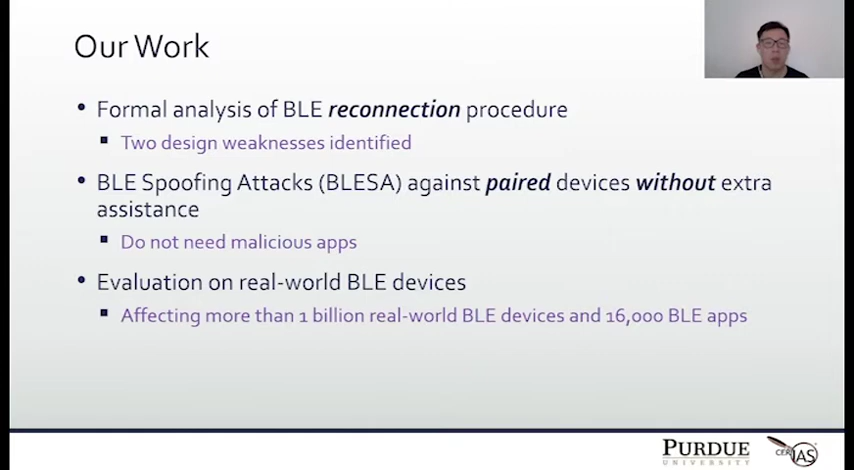 Our Work
• Formal analysis of BLE reconnection procedure
▪ Two design weaknesses identified
• BLE Spoofing Attacks (BLESA) against paired devices without extra
assistance
▪ Do not need malicious apps
• Evaluation on real-world BLE devices
▪ Affecting more than 1 billion real-world BLE devices and 16,000 BLE apps
PURDUE
UNIVERSITY
CERIAS